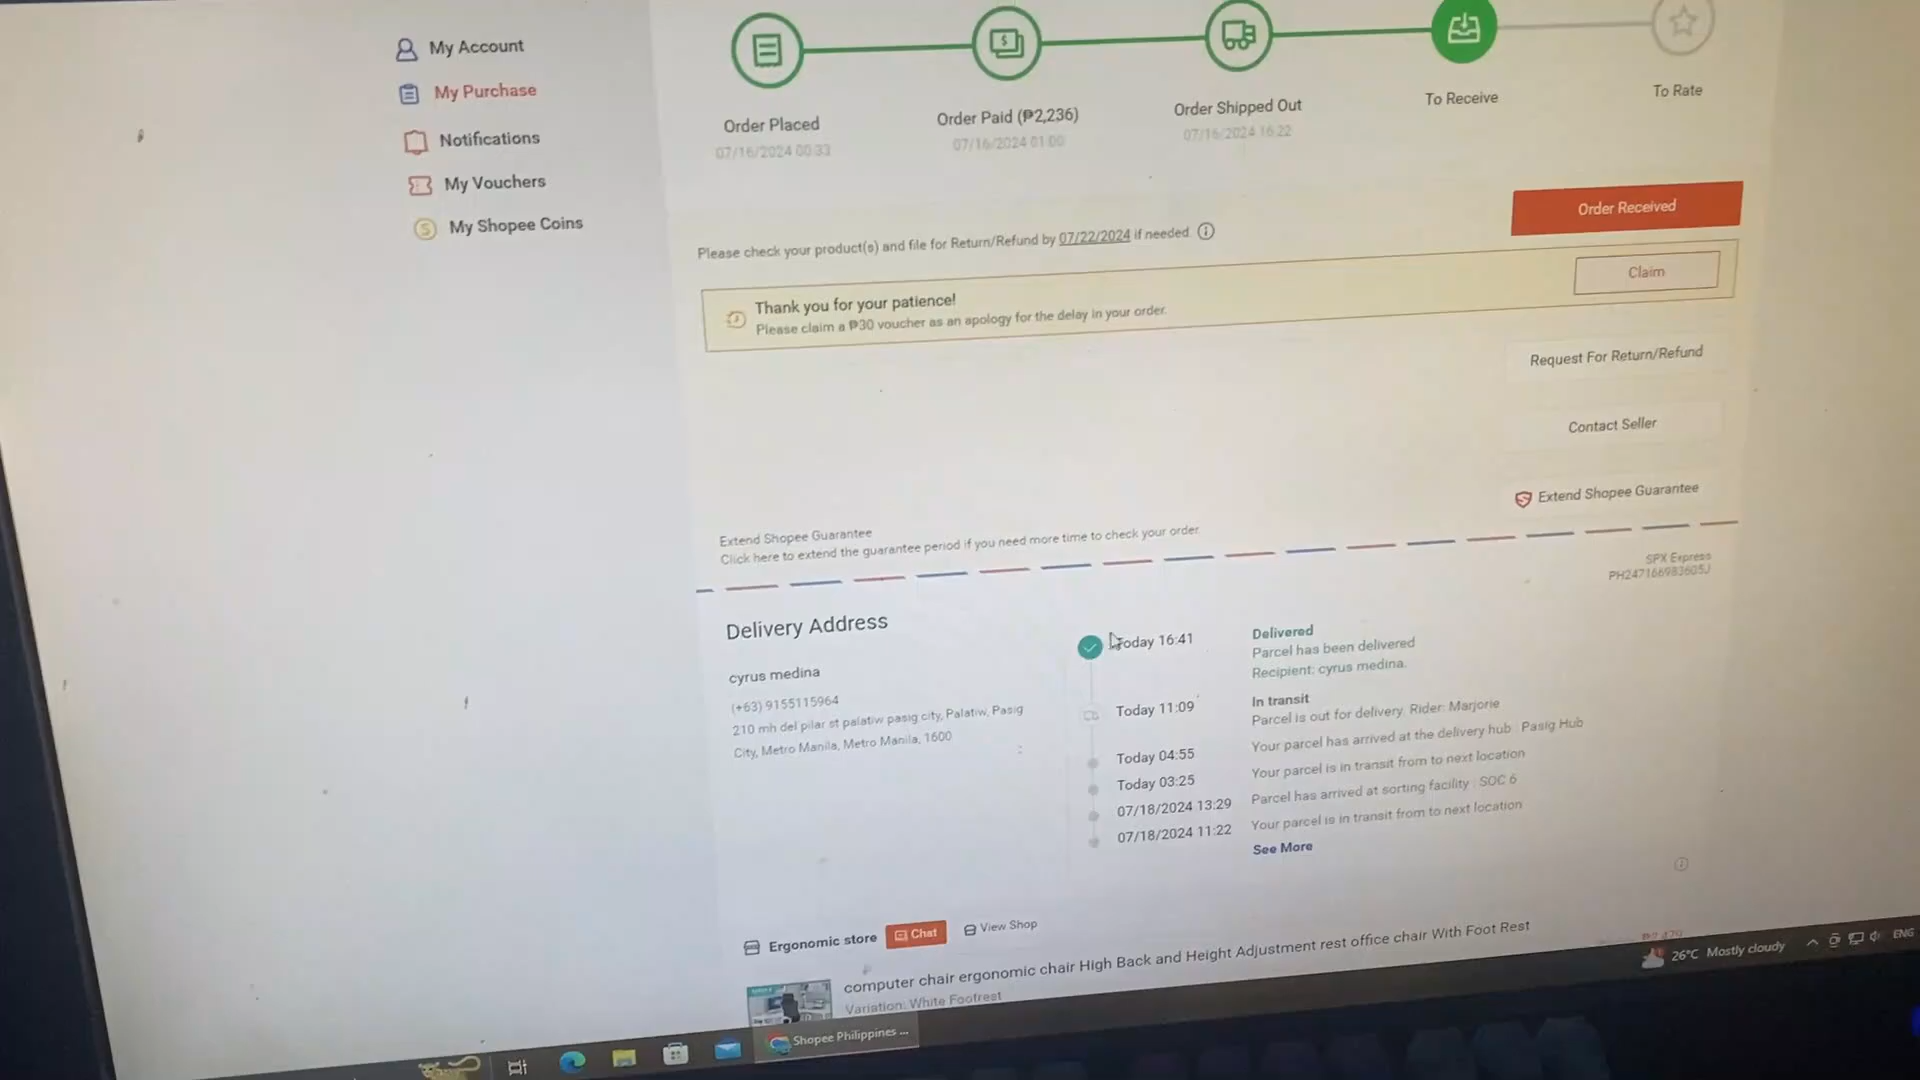 My Account
My Purchase
Notifications
My Vouchers
My Shopee Coins
Order Placed
07/16/2024 00:33
Order Paid (₱2,236)
07/16/2024 01:00
Order Shipped Out
07/16/2024 16:22
To Receive
To Rate
Please check your product(s) and file for Return/Refund by 07/22/2024 if needed.
Order Received
Thank you for your patience!
Please claim a ₱30 voucher as an apology for the delay in your order.
Claim
Request For Return/Refund
Contact Seller
Extend Shopee Guarantee
Extend Shopee Guarantee
Click here to extend the guarantee period if you need more time to check your order.
SPX Express
PH247166983605J
Delivery Address
cyrus medina
(+63) 9155115964
210 mh del pilar st palatiw pasig city, Palatiw, Pasig
City, Metro Manila, Metro Manila, 1600
Today 16:41
Delivered
Parcel has been delivered
Recipient: cyrus medina.
Today 11:09
In transit
Parcel is out for delivery. Rider: Marjorie
Today 04:55
Your parcel has arrived at the delivery hub : Pasig Hub
Today 03:25
Your parcel is in transit from to next location
07/18/2024 13:29
Parcel has arrived at sorting facility : SOC 6
07/18/2024 11:22
Your parcel is in transit from to next location
See More
Ergonomic store
Chat
View Shop
computer chair ergonomic chair High Back and Height Adjustment rest office chair With Foot Rest
Variation: White Footrest
Shopee Philippines ...
26°C Mostly cloudy
ENG